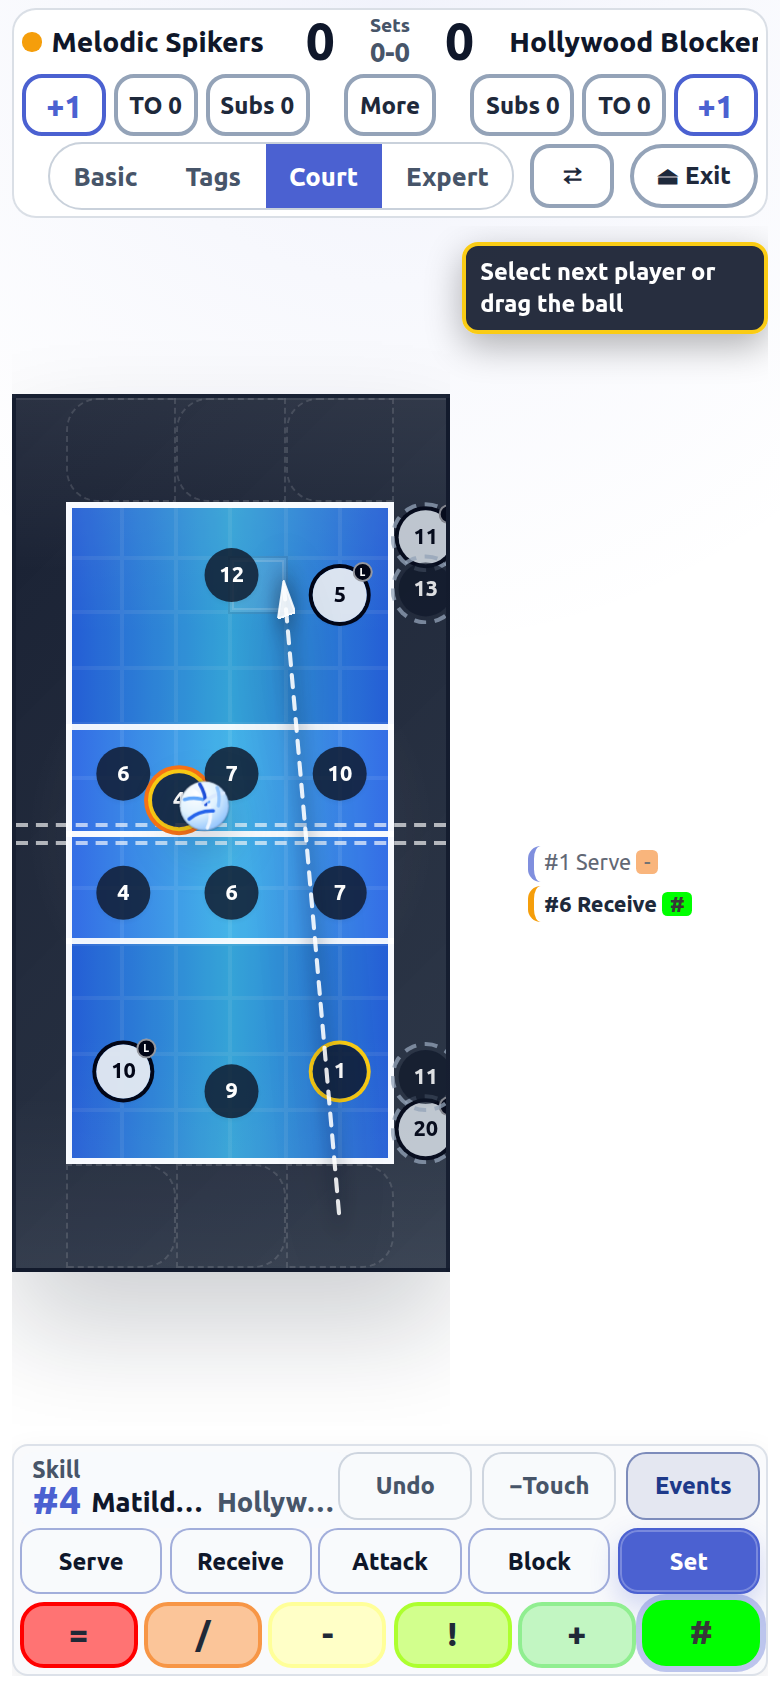 Melodic Spikers 0 Sets 0-0 0 Hollywood Blocker
+1 TO 0 Subs 0 More Subs 0 TO 0 +1
Basic Tags Court Expert ⇄ ⏏ Exit
Select next player or
drag the ball
11
12
L
5
13
6
7
10
4
4
6
7
#1 Serve -
#6 Receive #
L
10
1
11
9
20
Skill
#4 Matild... Hollyw...
Undo −Touch Events
Serve Receive Attack Block Set
= / - ! + #